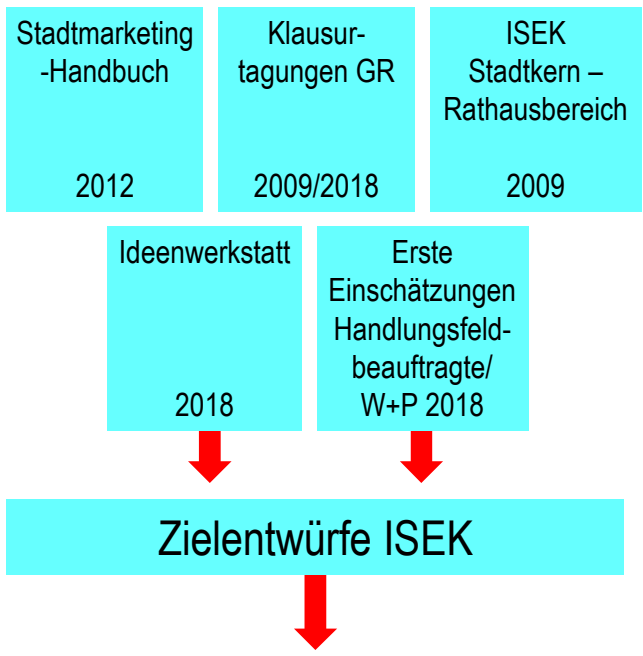 Stadtmarketing
-Handbuch
2012
Klausur-
tagungen GR
2009/2018
ISEK
Stadtkern –
Rathausbereich
2009
Ideenwerkstatt
2018
Erste
Einschätzungen
Handlungsfeld-
beauftragte/
W+P 2018
Zielentwürfe ISEK